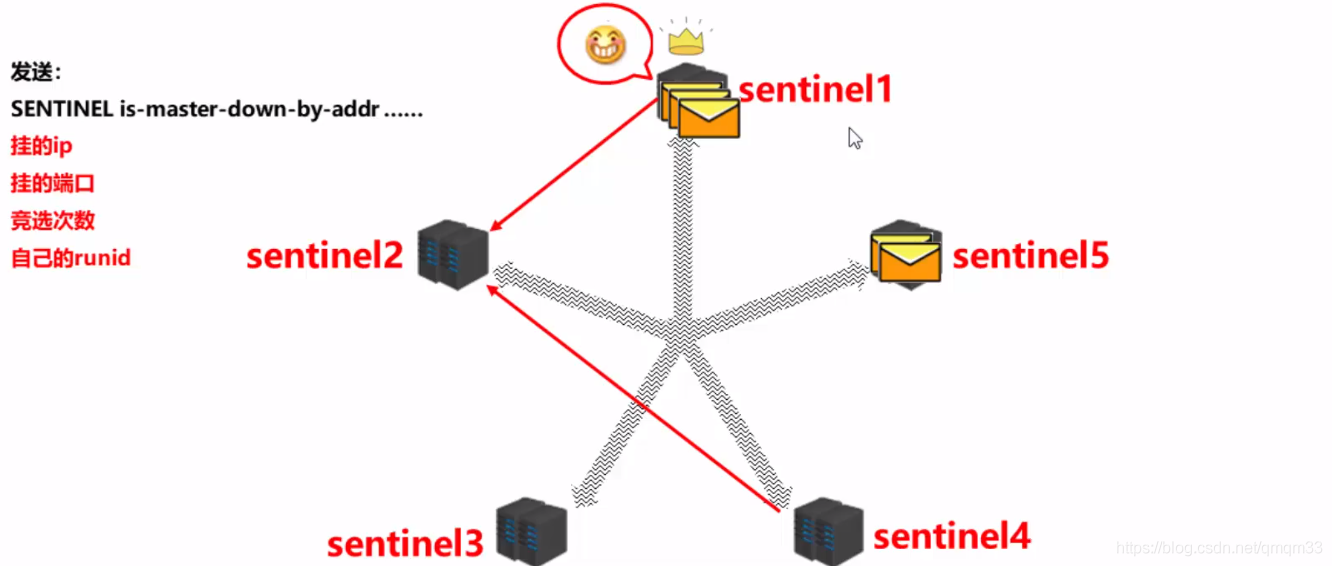 发送：
SENTINEL is-master-down-by-addr ......
挂的ip
挂的端口
竞选次数
自己的runid
sentinel1
sentinel2
sentinel5
sentinel3
sentinel4
https://blog.csdn.net/qmqm33